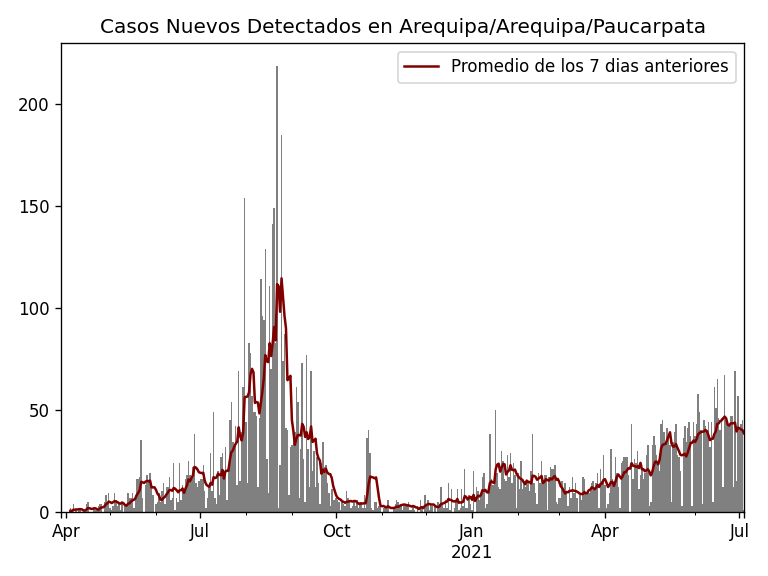 Casos Nuevos Detectados en Arequipa/Arequipa/Paucarpata
Promedio de los 7 dias anteriores
200
150
100
50
0
Apr Jul Oct Jan Apr Jul
2021